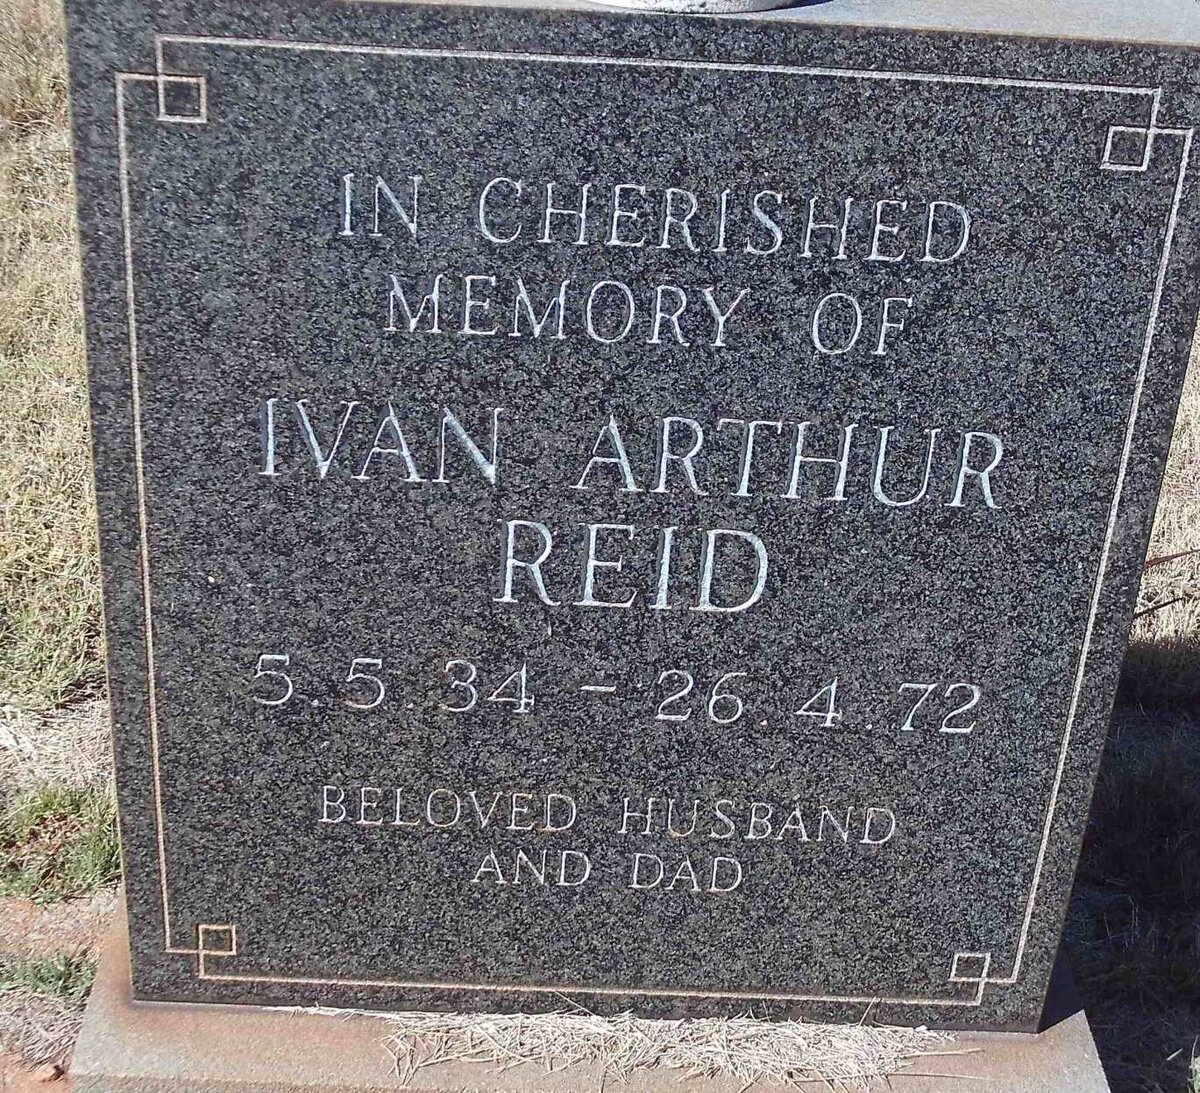 IN CHERISHED
MEMORY OF
IVAN ARTHUR
REID
5.5.34 - 26.4.72
BELOVED HUSBAND
AND DAD